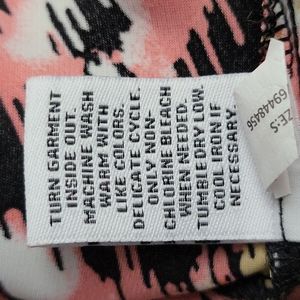 TURN GARMENT
INSIDE OUT.
MACHINE WASH
WARM WITH
LIKE COLORS.
DELICATE CYCLE.
ONLY NON-
CHLORINE BLEACH
WHEN NEEDED.
TUMBLE DRY LOW.
COOL IRON IF
NECESSARY.
ZE:S
69448456